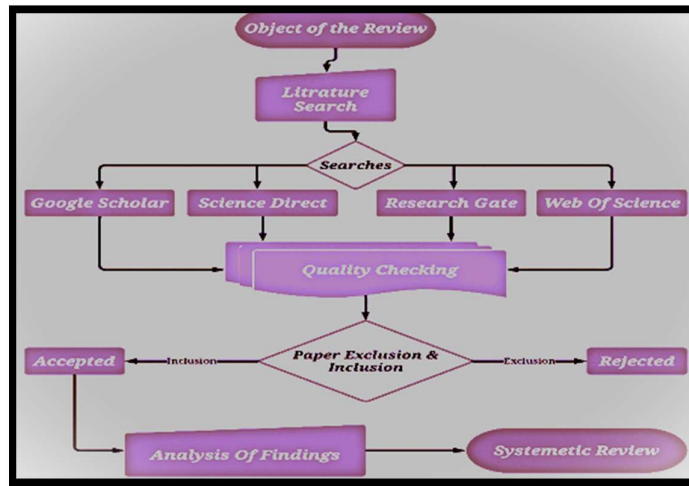 Object of the Review
Litrature
Search
Searches
Google Scholar
Science Direct
Research Gate
Web Of Science
Quality Checking
Paper Exclusion &
Inclusion
Accepted
Inclusion
Exclusion
Rejected
Analysis Of Findings
Systemetic Review